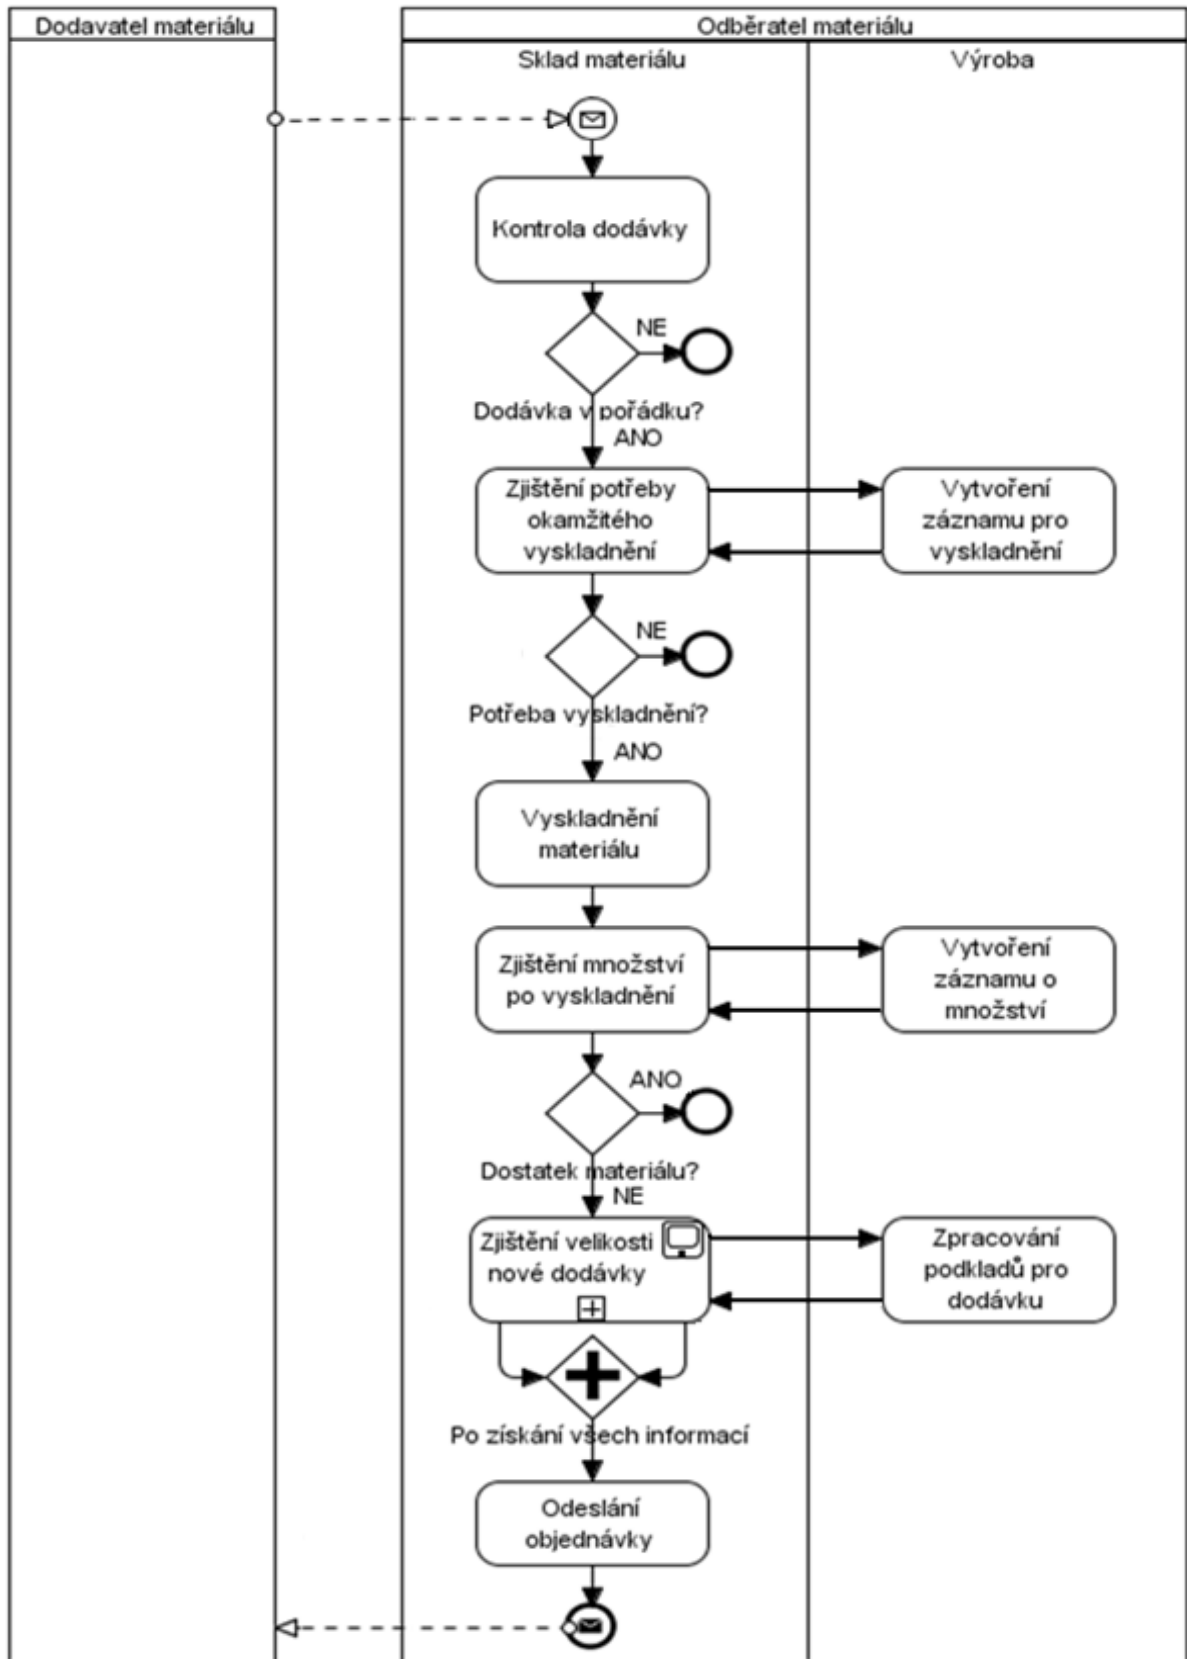 Dodavatel materiálu
Odběratel materiálu
Sklad materiálu
Výroba
Kontrola dodávky
NE
Dodávka v pořádku?
ANO
Zjištění potřeby
okamžitého
vyskladnění
Vytvoření
záznamu pro
vyskladnění
NE
Potřeba vyskladnění?
ANO
Vyskladnění
materiálu
Zjištění množství
po vyskladnění
Vytvoření
záznamu o
množství
ANO
Dostatek materiálu?
NE
Zjištění velikosti
nové dodávky
Zpracování
podkladů pro
dodávku
Po získání všech informací
Odeslání
objednávky